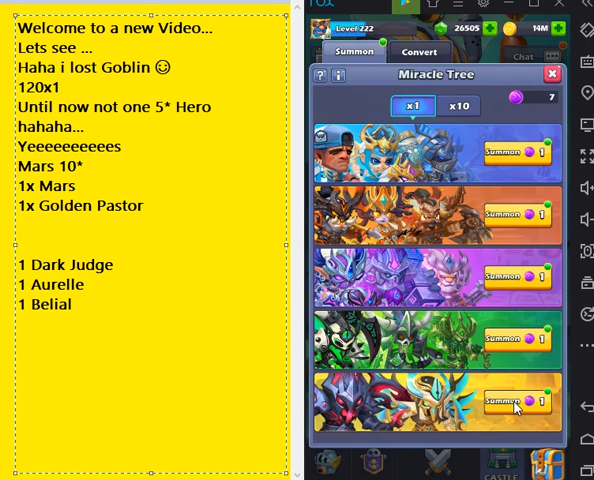 Welcome to a new Video...
Lets see ...
Haha i lost Goblin ☺
120x1
Until now not one 5* Hero
hahaha...
Yeeeeeeeeees
Mars 10*
1x Mars
1x Golden Pastor
1 Dark Judge
1 Aurelle
1 Belial
Level 222
26505
14M
Summon
Convert
Chat
Miracle Tree
? i
x1
x10
7
Summon 1
Summon 1
Summon 1
Summon 1
Summon 1
CASTLE